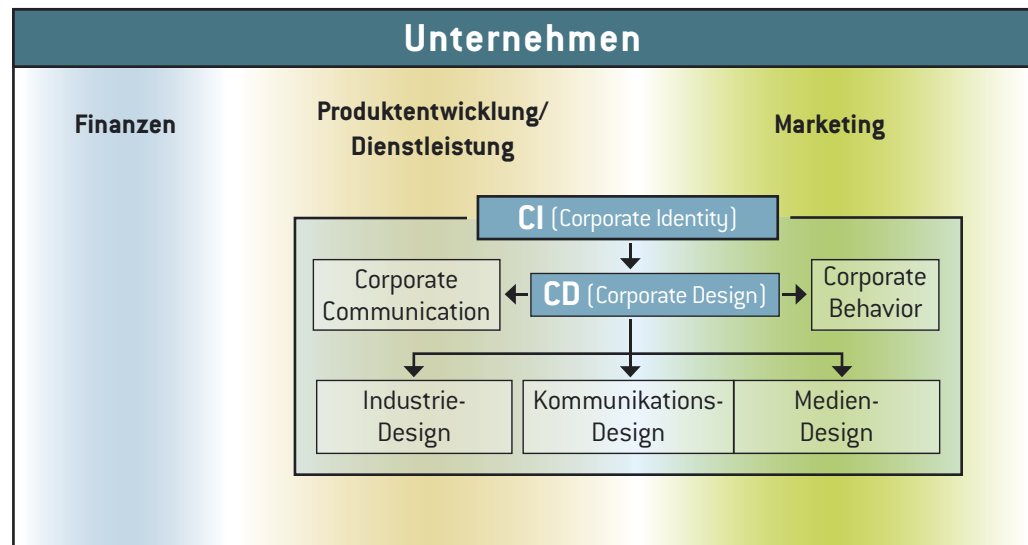 Unternehmen
Finanzen
Produktentwicklung/
Dienstleistung
Marketing
CI (Corporate Identity)
Corporate
Communication
CD (Corporate Design)
Corporate
Behavior
Industrie-
Design
Kommunikations-
Design
Medien-
Design